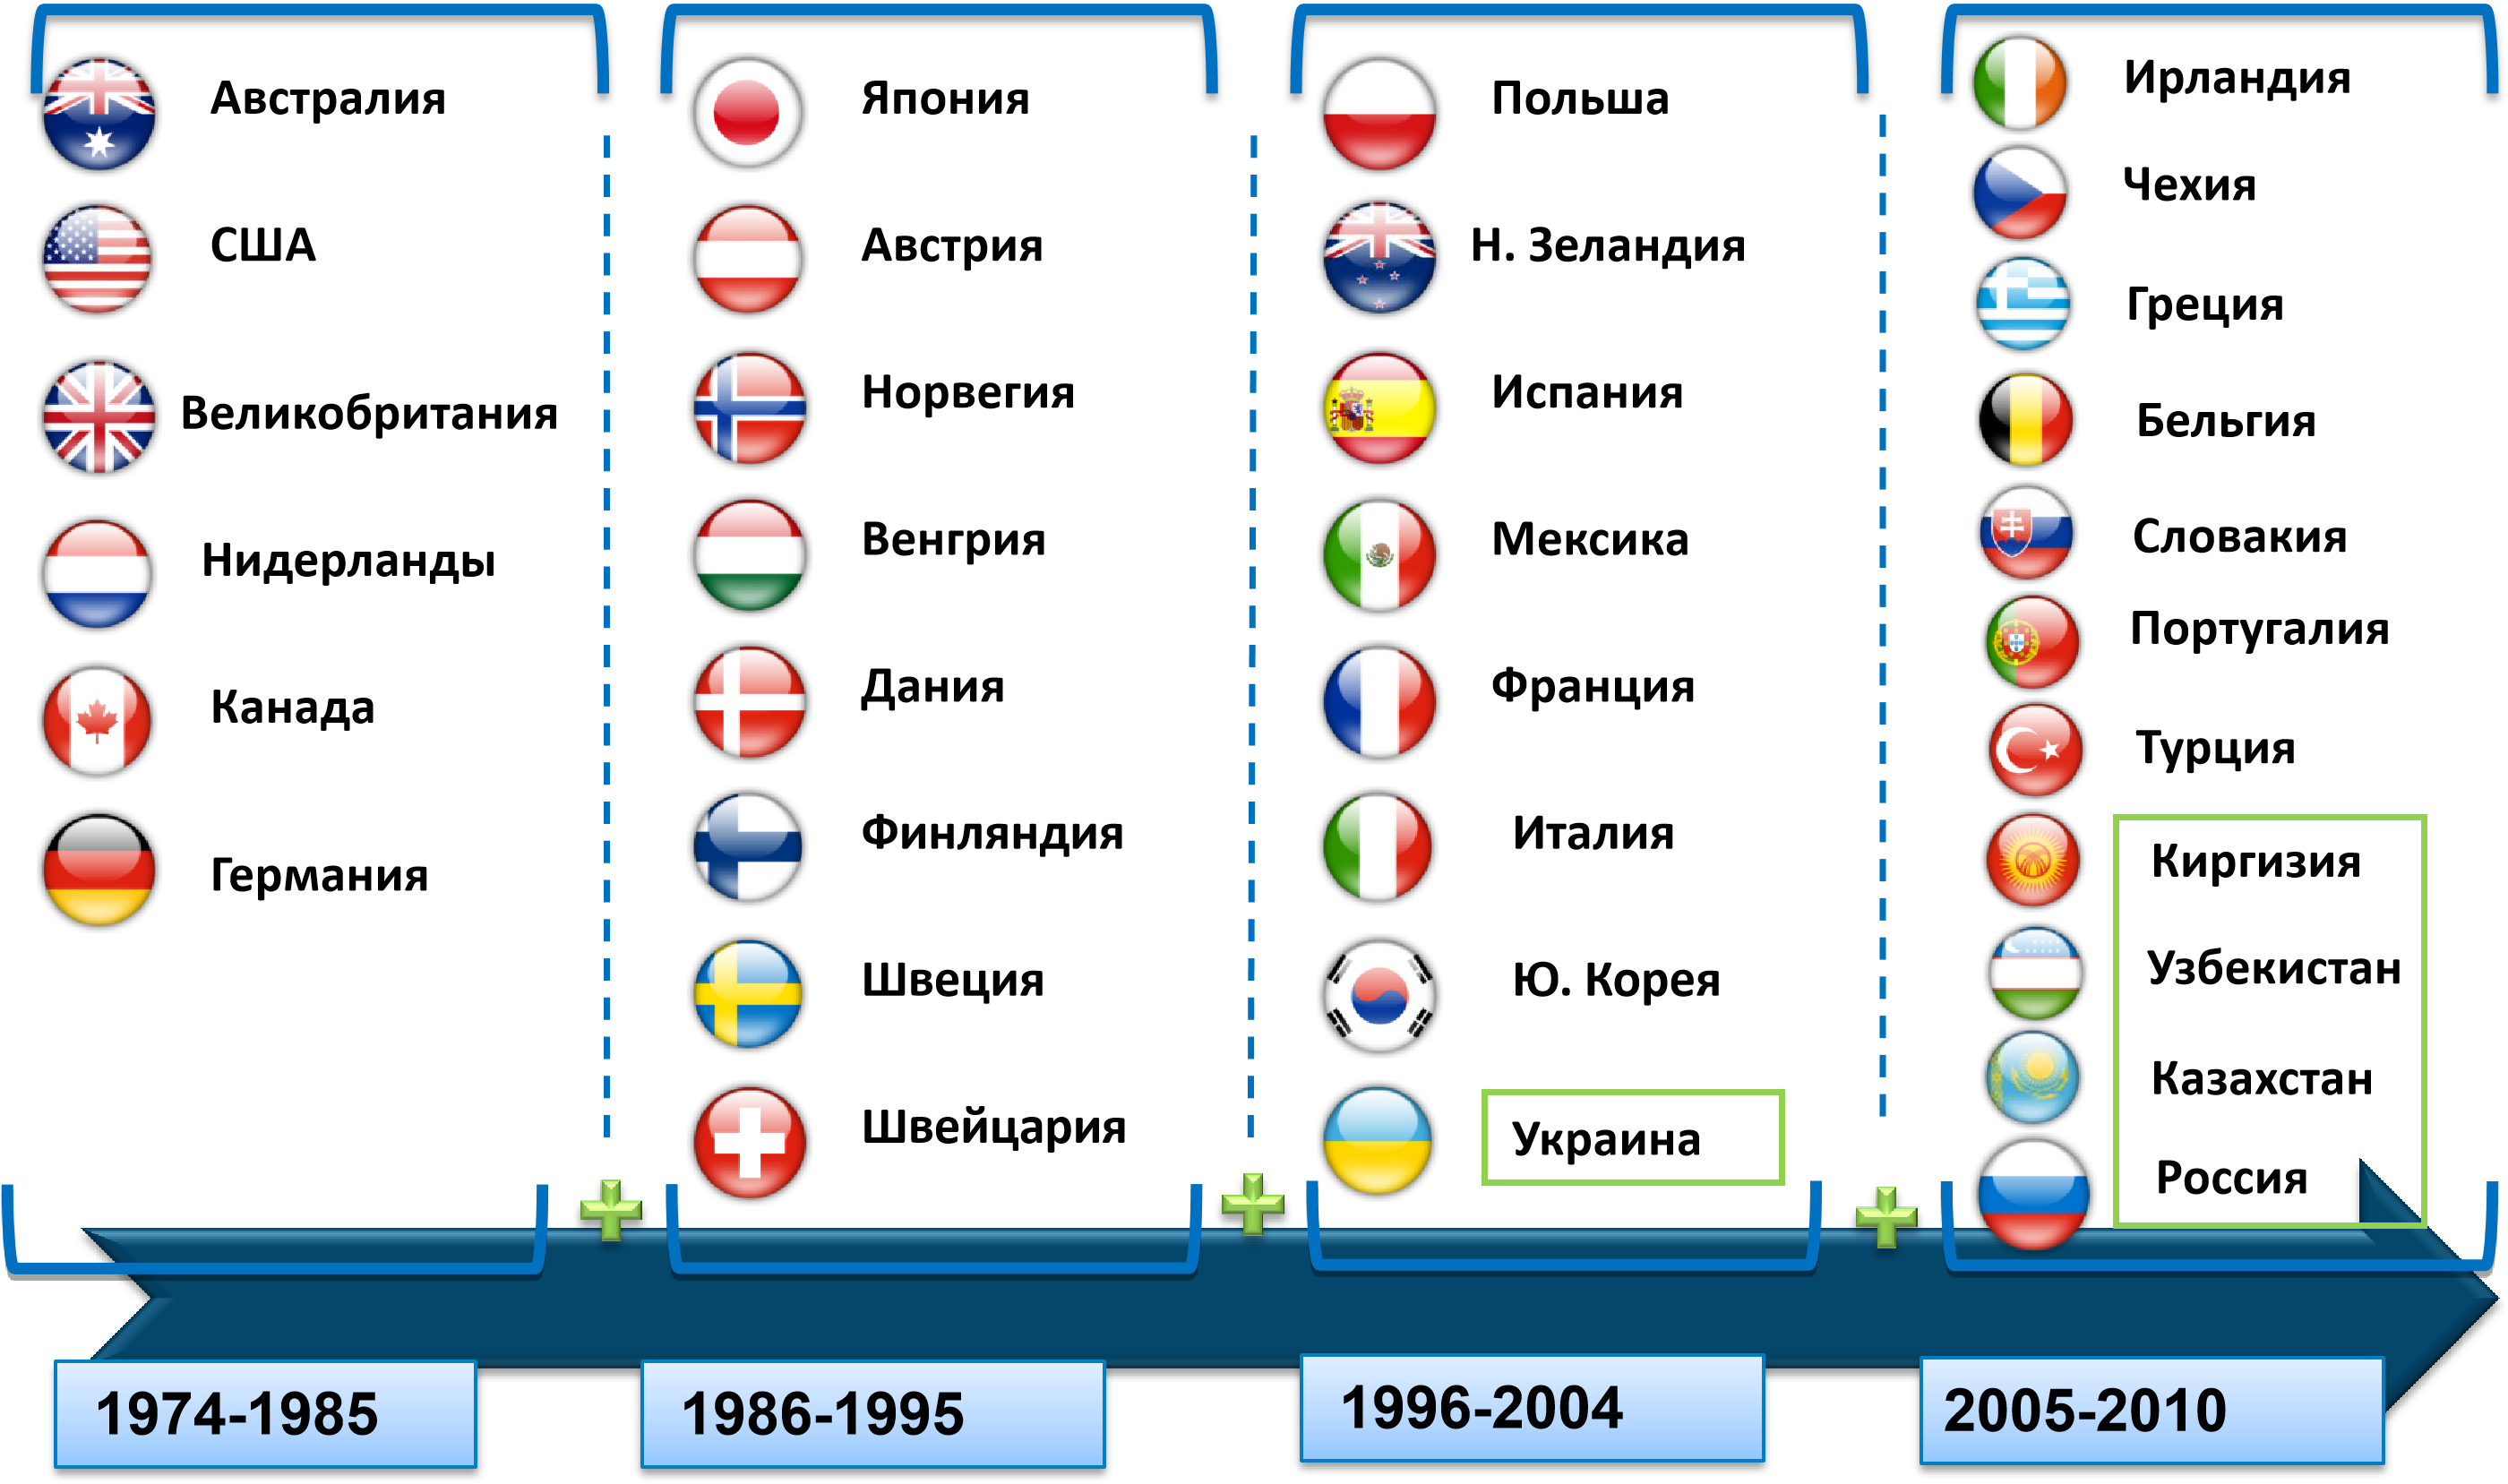 Австралия
США
Великобритания
Нидерланды
Канада
Германия
Япония
Австрия
Норвегия
Венгрия
Дания
Финляндия
Швеция
Швейцария
Польша
Н. Зеландия
Испания
Мексика
Франция
Италия
Ю. Корея
Украина
Ирландия
Чехия
Греция
Бельгия
Словакия
Португалия
Турция
Киргизия
Узбекистан
Казахстан
Россия
1974-1985
1986-1995
1996-2004
2005-2010